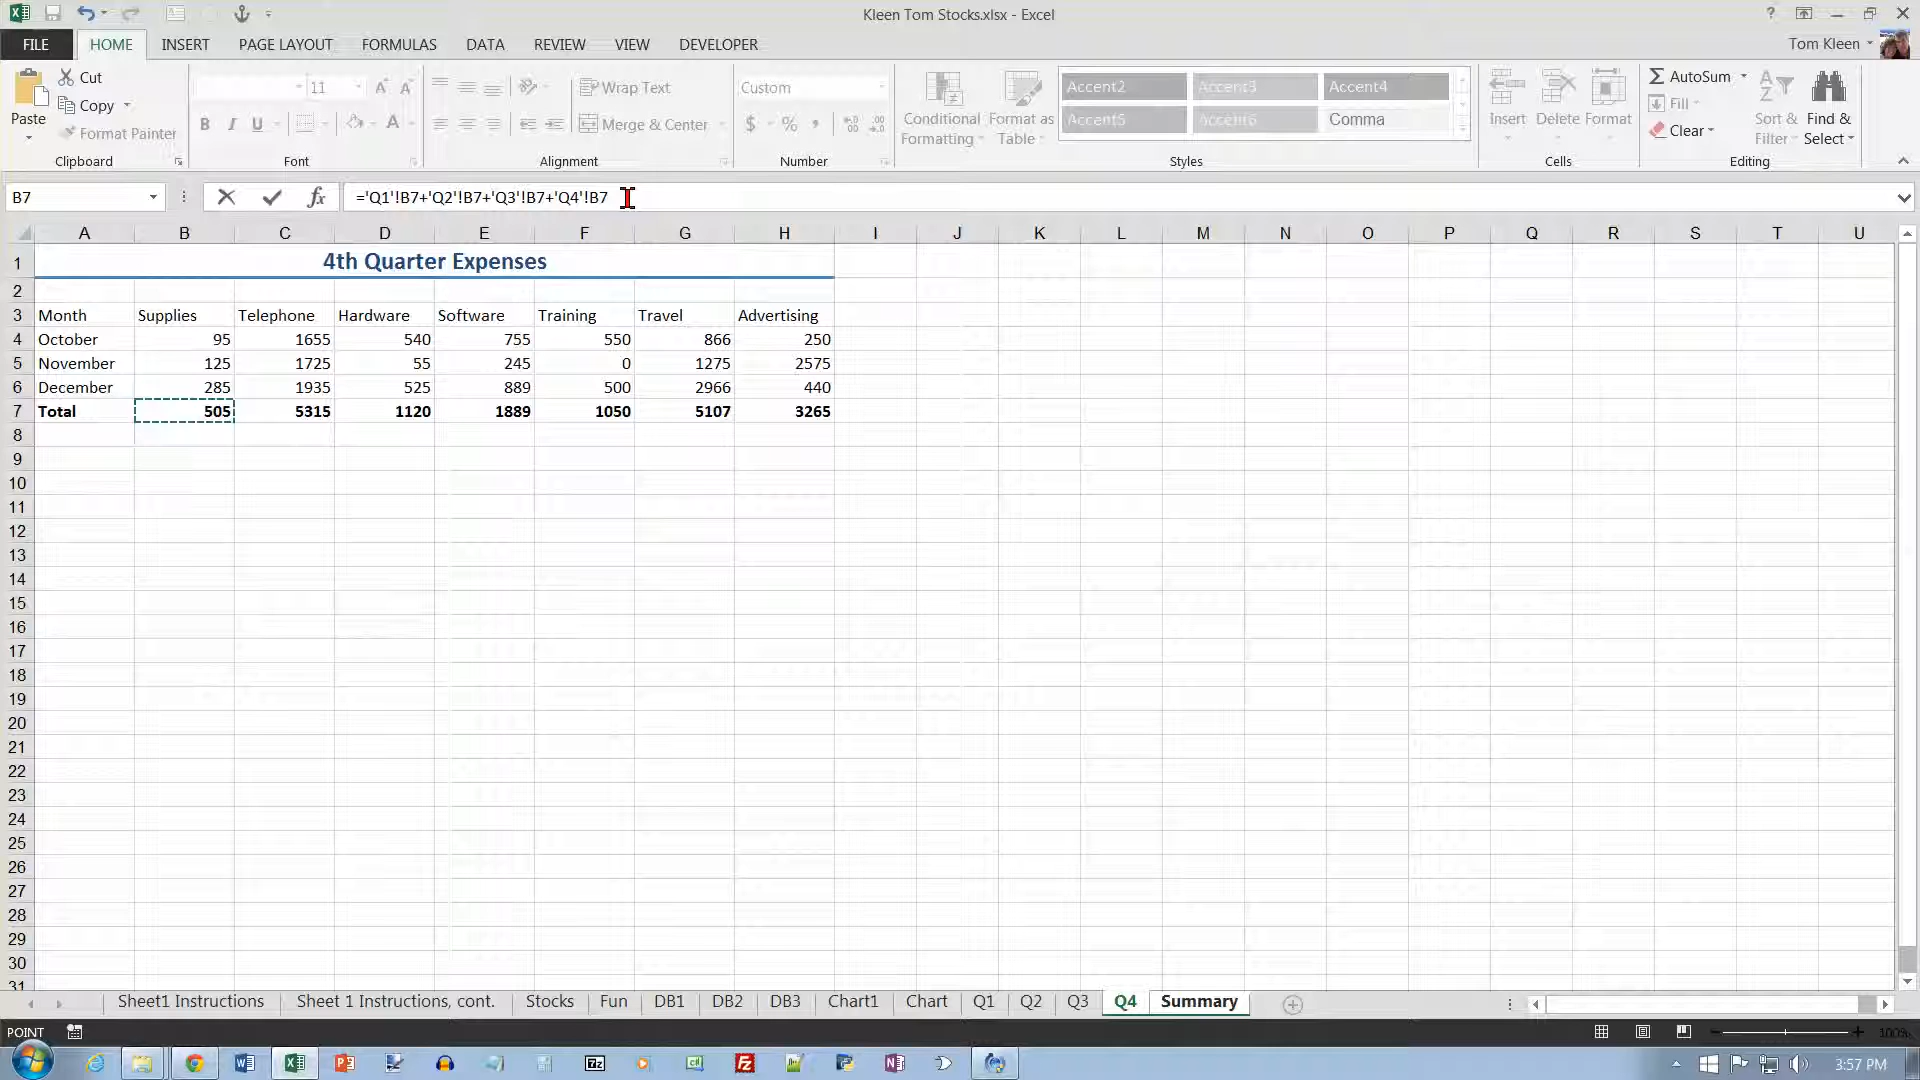 Kleen Tom Stocks.xlsx - Excel
FILE HOME INSERT PAGE LAYOUT FORMULAS DATA REVIEW VIEW DEVELOPER Tom Kleen
Paste Cut Copy Format Painter Clipboard
11 B I U A Font
Wrap Text Merge & Center Alignment
Custom $ % , Number
Conditional Formatting Format as Table
Accent2 Accent3 Accent4
Accent5 Accent6 Comma
Styles
Insert Delete Format Cells
AutoSum Fill Clear Sort & Filter Find & Select Editing
B7 fx ='Q1'!B7+'Q2'!B7+'Q3'!B7+'Q4'!B7
A B C D E F G H I J K L M N O P Q R S T U
1 4th Quarter Expenses
2
3 Month Supplies Telephone Hardware Software Training Travel Advertising
4 October 95 1655 540 755 550 866 250
5 November 125 1725 55 245 0 1275 2575
6 December 285 1935 525 889 500 2966 440
7 Total 505 5315 1120 1889 1050 5107 3265
8
9
10
11
12
13
14
15
16
17
18
19
20
21
22
23
24
25
26
27
28
29
30
31
Sheet1 Instructions Sheet 1 Instructions, cont. Stocks Fun DB1 DB2 DB3 Chart1 Chart Q1 Q2 Q3 Q4 Summary
POINT 100%
3:57 PM